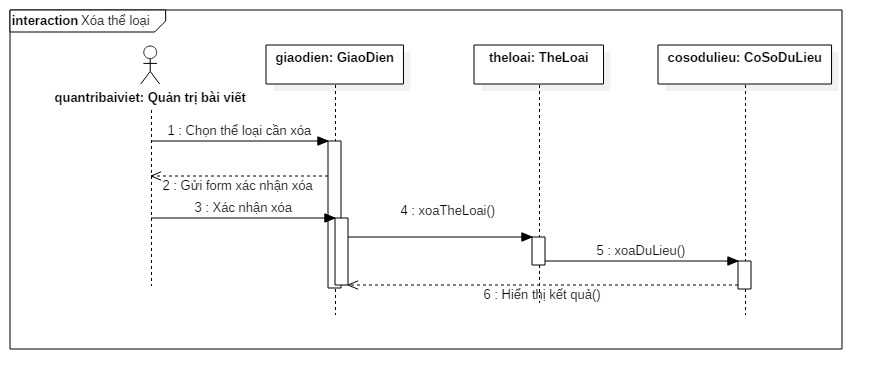 interaction Xóa thể loại
giaodien: GiaoDien
theloai: TheLoai
cosodulieu: CoSoDuLieu
quantribaiviet: Quản trị bài viết
1 : Chọn thể loại cần xóa
2 : Gửi form xác nhận xóa
3 : Xác nhận xóa
4 : xoaTheLoai()
5 : xoaDuLieu()
6 : Hiển thị kết quả()